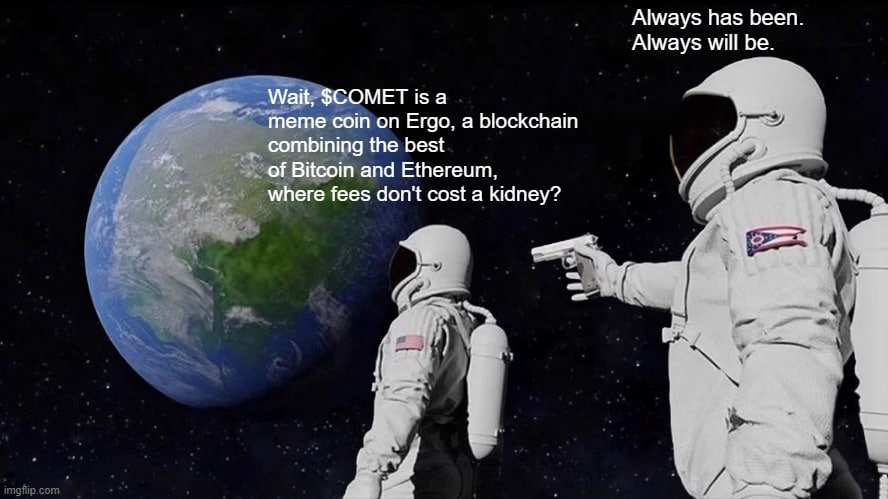 Always has been.
Always will be.
Wait, $COMET is a
meme coin on Ergo, a blockchain
combining the best
of Bitcoin and Ethereum,
where fees don't cost a kidney?
imgflip.com